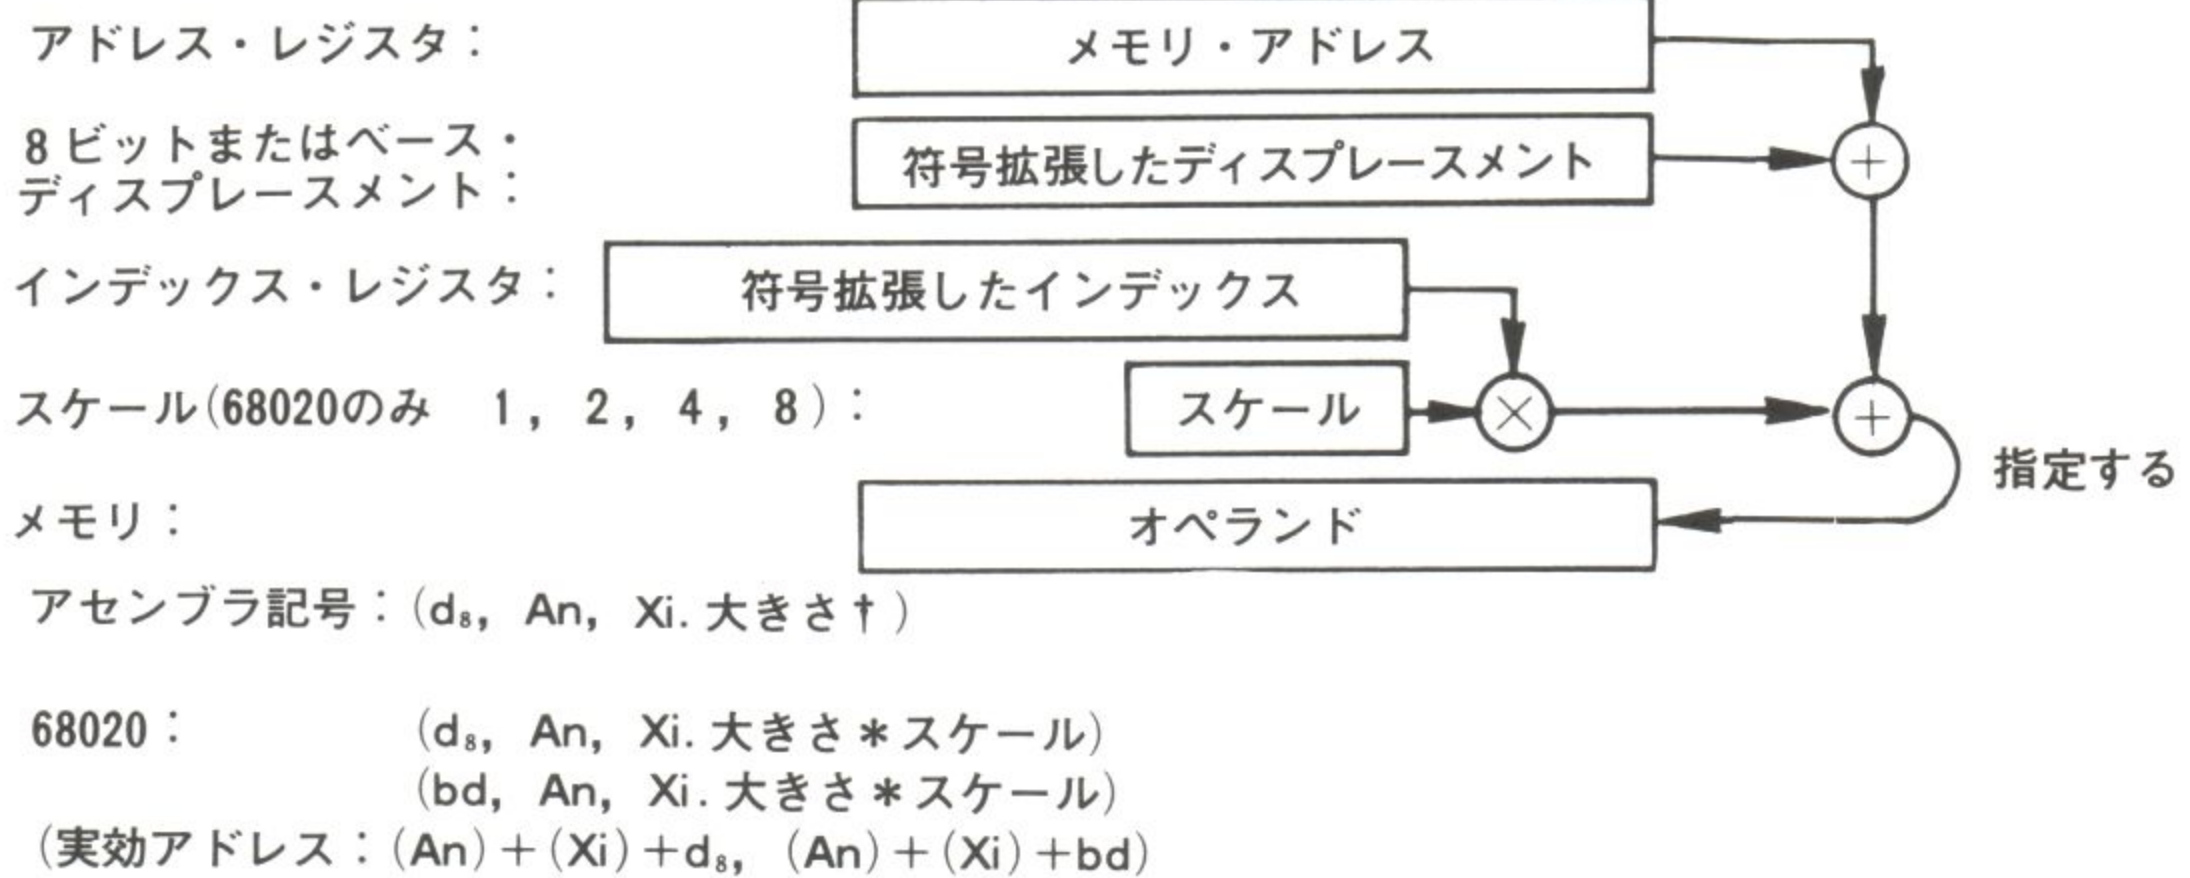 アドレス・レジスタ：
メモリ・アドレス
8ビットまたはベース・
ディスプレースメント：
符号拡張したディスプレースメント
+
インデックス・レジスタ：
符号拡張したインデックス
スケール(68020のみ　1, 2, 4, 8)：
スケール
×
+
指定する
メモリ：
オペランド
アセンブラ記号：(d₈, An, Xi.大きさ†)
68020：　(d₈, An, Xi.大きさ*スケール)
(bd, An, Xi.大きさ*スケール)
(実効アドレス：(An)+(Xi)+d₈, (An)+(Xi)+bd)